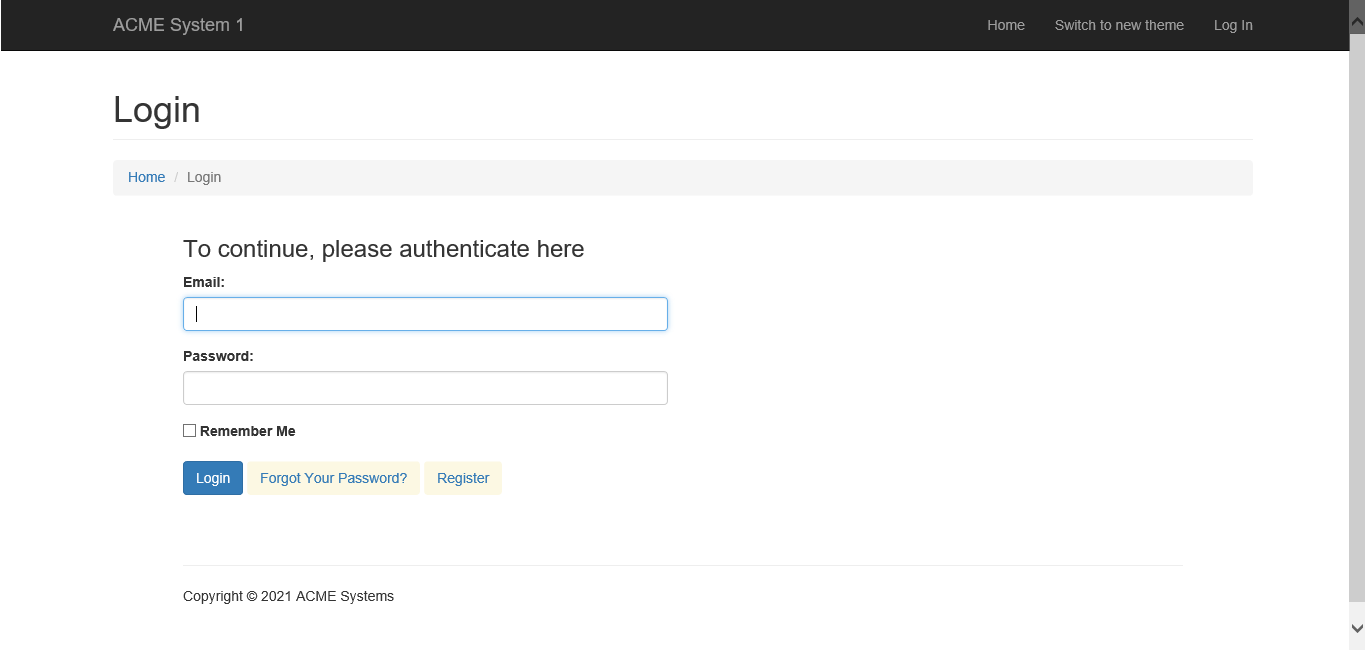 ACME System 1 Home Switch to new theme Log In
Login
Home / Login
To continue, please authenticate here
Email:
Password:
Remember Me
Login Forgot Your Password? Register
Copyright © 2021 ACME Systems